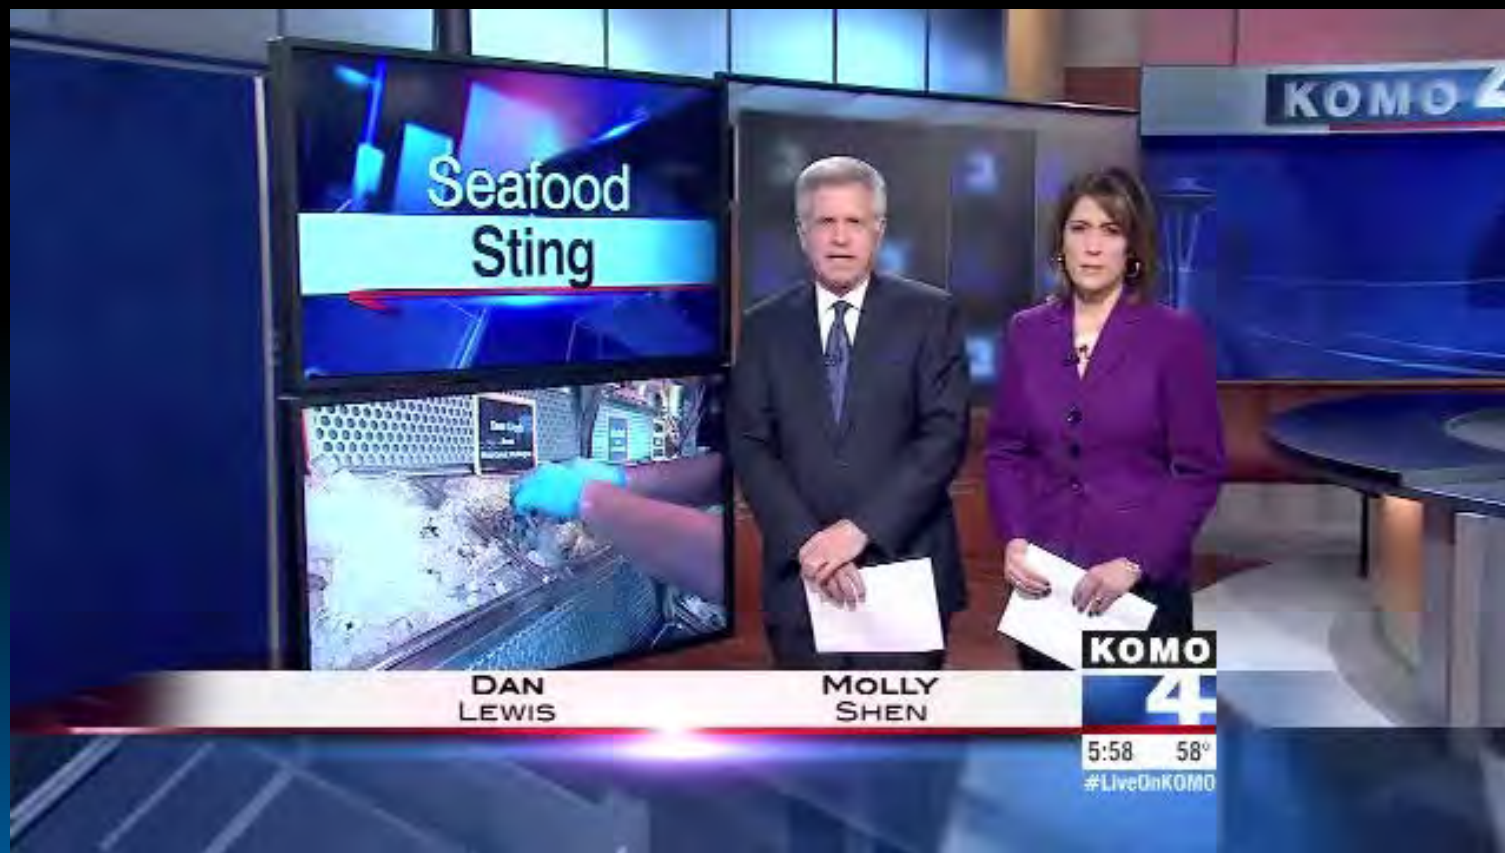 KOMO 4
Seafood
Sting
DAN
LEWIS
MOLLY
SHEN
KOMO
4
5:58 58°
#LiveOnKOMO